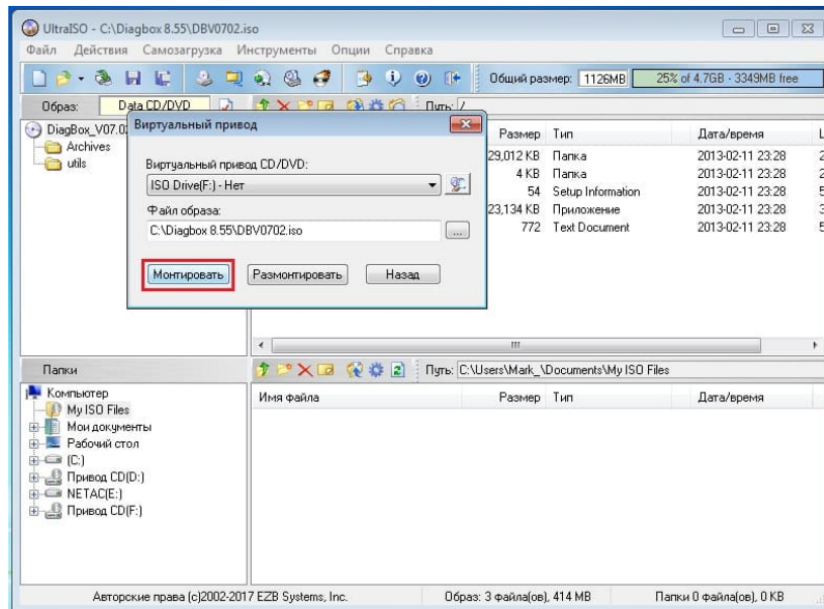 UltraISO - C:\Diagbox 8.55\DBV0702.iso
Файл Действия Самозагрузка Инструменты Опции Справка
Общий размер: 1126MB 25% of 4.7GB - 3349MB free
Образ: Data CD/DVD Путь: /
DiagBox_V07.0
Archives
utils
Виртуальный привод
Виртуальный привод CD/DVD:
ISO Drive(F:) - Нет
Файл образа:
C:\Diagbox 8.55\DBV0702.iso
...
Монтировать Размонтировать Назад
Размер Тип Дата/время
29,012 KB Папка 2013-02-11 23:28
4 KB Папка 2013-02-11 23:28
54 Setup Information 2013-02-11 23:28
23,134 KB Приложение 2013-02-11 23:28
772 Text Document 2013-02-11 23:28
Папки
Путь: C:\Users\Mark_\Documents\My ISO Files
Компьютер
My ISO Files
Мои документы
Рабочий стол
(C:)
Привод CD(D:)
NETAC(E:)
Привод CD(F:)
Имя файла Размер Тип Дата/время
Авторские права (c)2002-2017 EZB Systems, Inc. Образ: 3 файла(ов), 414 MB Папки 0 файла(ов), 0 KB